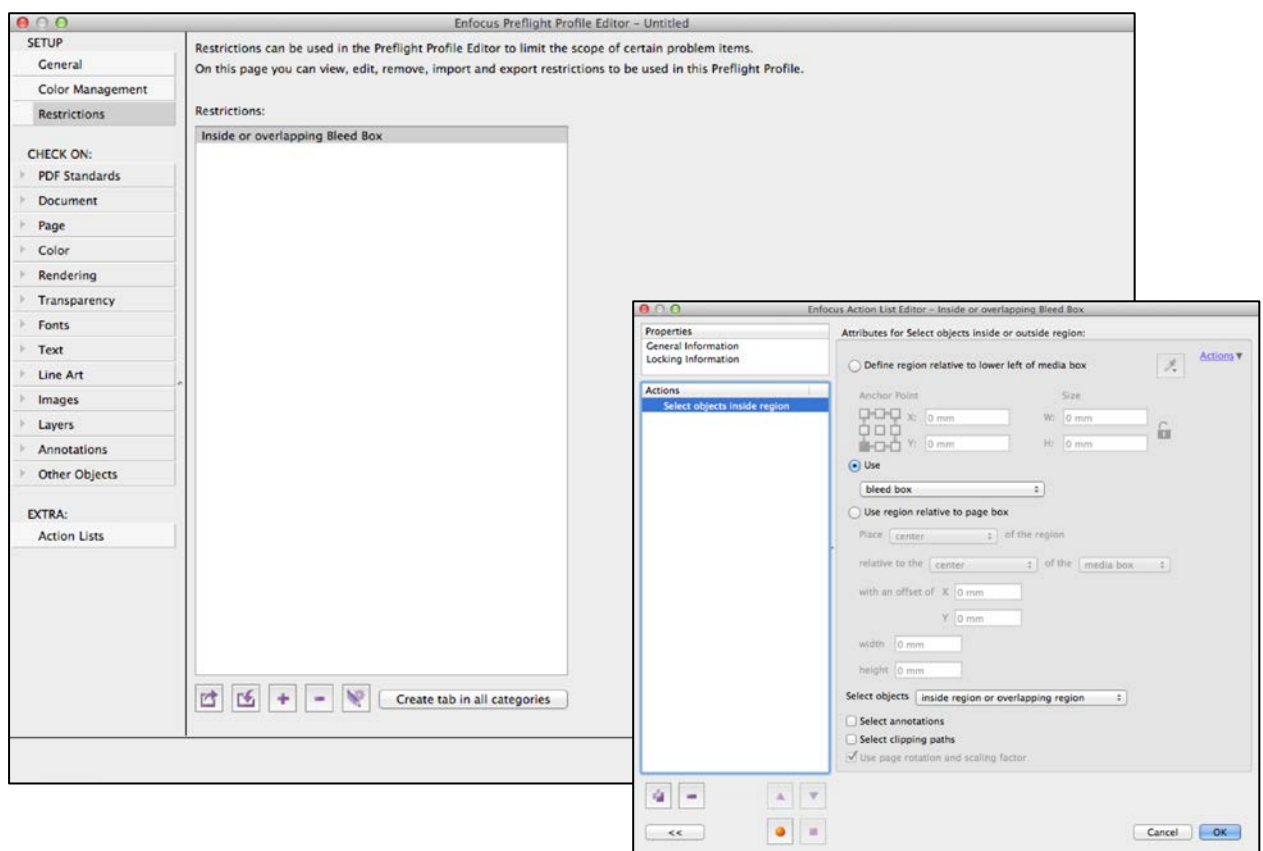 Enfocus Preflight Profile Editor – Untitled
SETUP
General
Color Management
Restrictions
CHECK ON:
PDF Standards
Document
Page
Color
Rendering
Transparency
Fonts
Text
Line Art
Images
Layers
Annotations
Other Objects
EXTRA:
Action Lists
Restrictions can be used in the Preflight Profile Editor to limit the scope of certain problem items.
On this page you can view, edit, remove, import and export restrictions to be used in this Preflight Profile.
Restrictions:
Inside or overlapping Bleed Box
Create tab in all categories
Enfocus Action List Editor – Inside or overlapping Bleed Box
Properties
General Information
Locking Information
Actions
Select objects inside region
<<
Attributes for Select objects inside or outside region:
Actions
Define region relative to lower left of media box
Anchor Point Size
X: 0 mm W: 0 mm
Y: 0 mm H: 0 mm
Use
bleed box
Use region relative to page box
Place center of the region
relative to the center of the media box
with an offset of X 0 mm
Y 0 mm
width 0 mm
height 0 mm
Select objects inside region or overlapping region
Select annotations
Select clipping paths
Use page rotation and scaling factor
Cancel OK